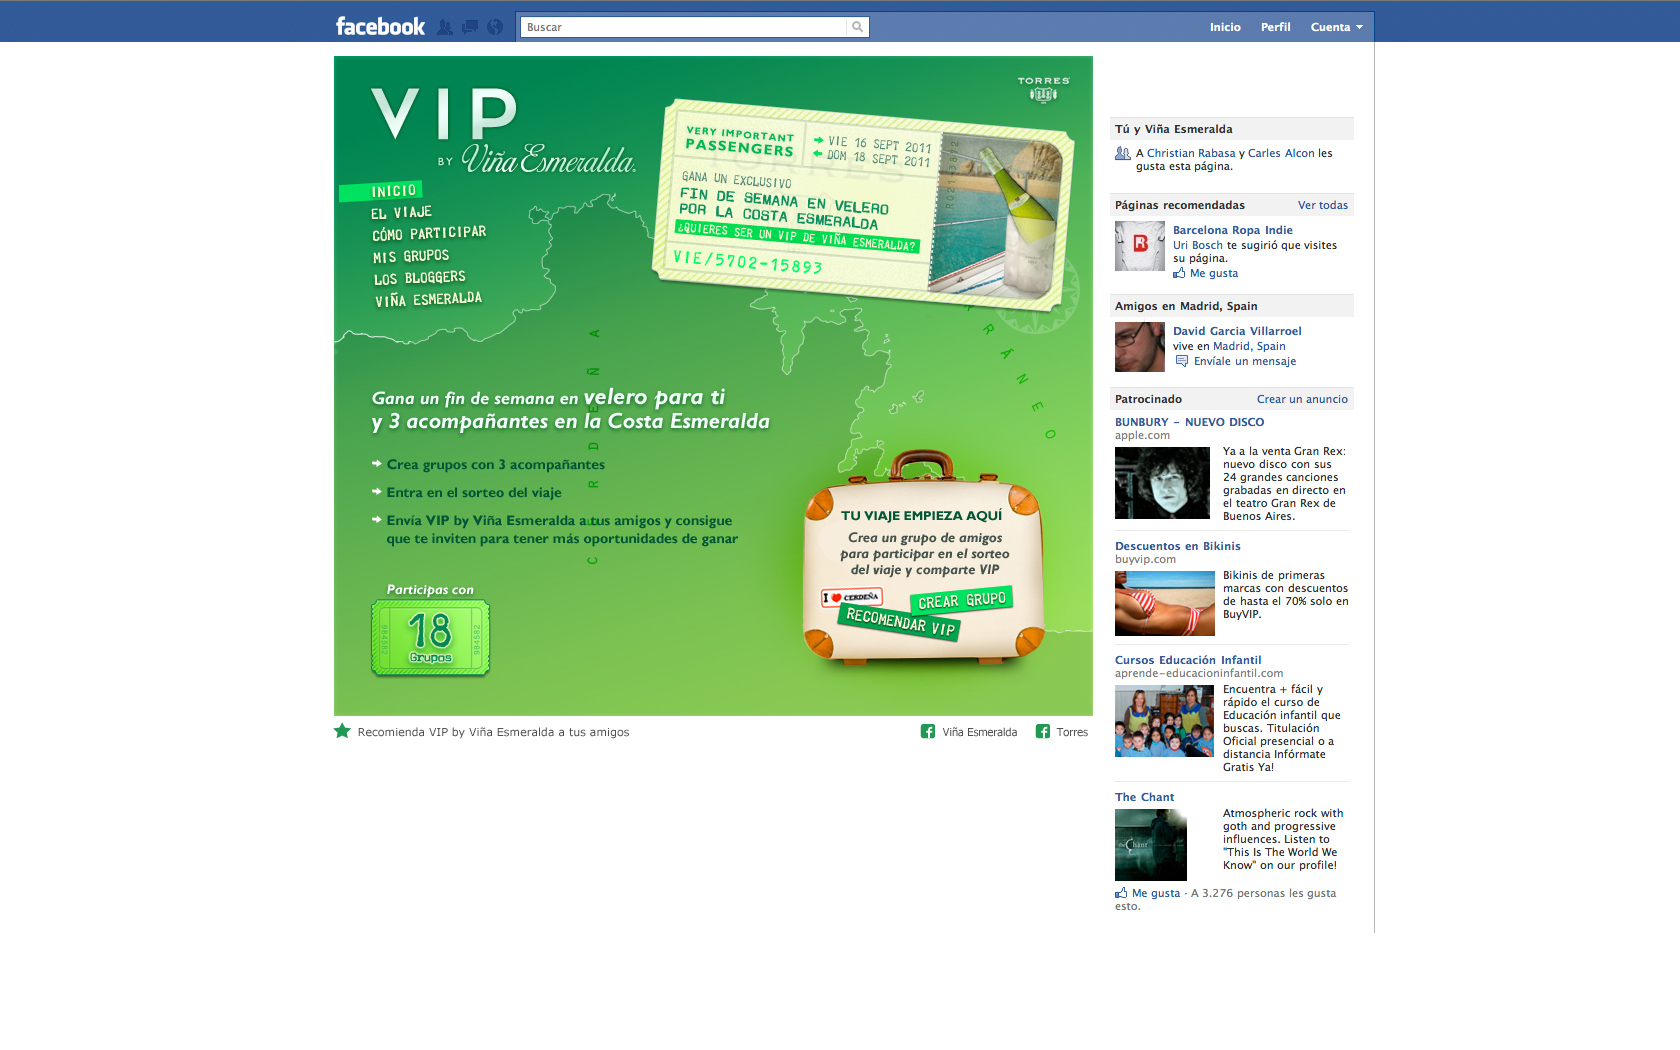 facebook
Buscar
Inicio Perfil Cuenta
VIP
BY Viña Esmeralda.
TORRES
INICIO
EL VIAJE
CÓMO PARTICIPAR
MIS GRUPOS
LOS BLOGGERS
VIÑA ESMERALDA
VERY IMPORTANT
PASSENGERS
VIE 16 SEPT 2011
DOM 18 SEPT 2011
GANA UN EXCLUSIVO
FIN DE SEMANA EN VELERO
POR LA COSTA ESMERALDA
¿QUIERES SER UN VIP DE VIÑA ESMERALDA?
VIE/5702-15893
CERDEÑA
RÁNEO
Gana un fin de semana en velero para ti
y 3 acompañantes en la Costa Esmeralda
Crea grupos con 3 acompañantes
Entra en el sorteo del viaje
Envía VIP by Viña Esmeralda a tus amigos y consigue
que te inviten para tener más oportunidades de ganar
Participas con
984582
18
Grupos
984582
TU VIAJE EMPIEZA AQUÍ
Crea un grupo de amigos
para participar en el sorteo
del viaje y comparte VIP
I ❤ CERDEÑA
CREAR GRUPO
RECOMENDAR VIP
Recomienda VIP by Viña Esmeralda a tus amigos
Viña Esmeralda
Torres
Tú y Viña Esmeralda
A Christian Rabasa y Carles Alcon les
gusta esta página.
Páginas recomendadas Ver todas
Barcelona Ropa Indie
Uri Bosch te sugirió que visites
su página.
Me gusta
Amigos en Madrid, Spain
David Garcia Villarroel
vive en Madrid, Spain
Envíale un mensaje
Patrocinado Crear un anuncio
BUNBURY - NUEVO DISCO
apple.com
Ya a la venta Gran Rex:
nuevo disco con sus
24 grandes canciones
grabadas en directo en
el teatro Gran Rex de
Buenos Aires.
Descuentos en Bikinis
buyvip.com
Bikinis de primeras
marcas con descuentos
de hasta el 70% solo en
BuyVIP.
Cursos Educación Infantil
aprende-educacioninfantil.com
Encuentra + fácil y
rápido el curso de
Educación infantil que
buscas. Titulación
Oficial presencial o a
distancia Infórmate
Gratis Ya!
The Chant
the Chant
Atmospheric rock with
goth and progressive
influences. Listen to
"This Is The World We
Know" on our profile!
Me gusta · A 3.276 personas les gusta
esto.